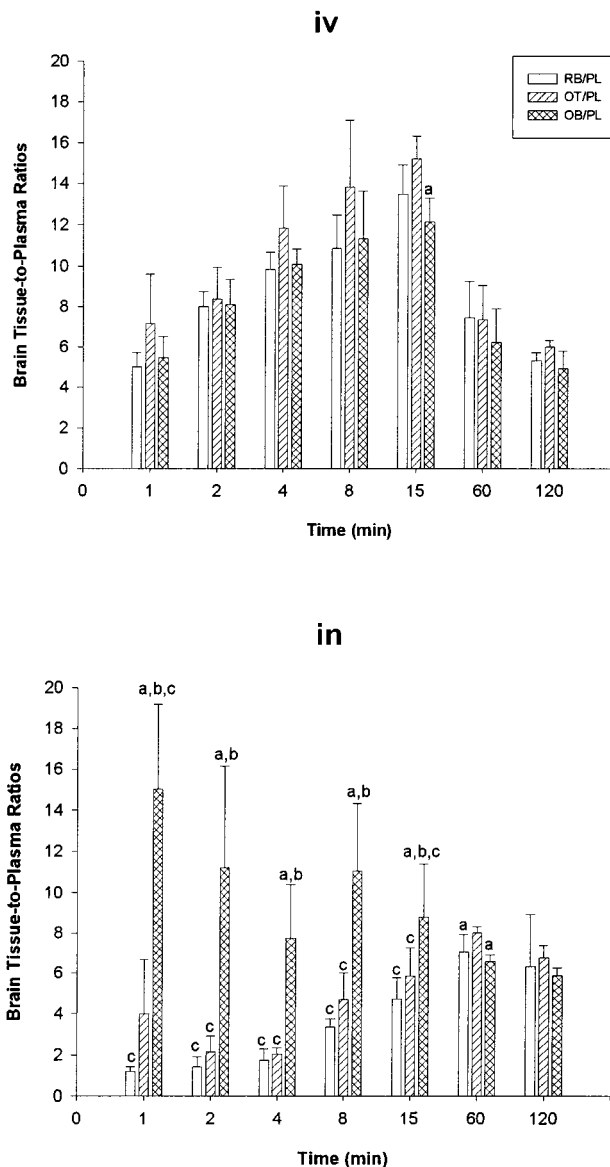 iv
RB/PL
OT/PL
OB/PL
Brain Tissue-to-Plasma Ratios
20
18
16
14
12
10
8
6
4
2
0
a
0 1 2 4 8 15 60 120
Time (min)
in
Brain Tissue-to-Plasma Ratios
20
18
16
14
12
10
8
6
4
2
0
a,b,c
a,b
a,b
a,b
a,b,c
c
c c
c c
c c
c c
a a
0 1 2 4 8 15 60 120
Time (min)